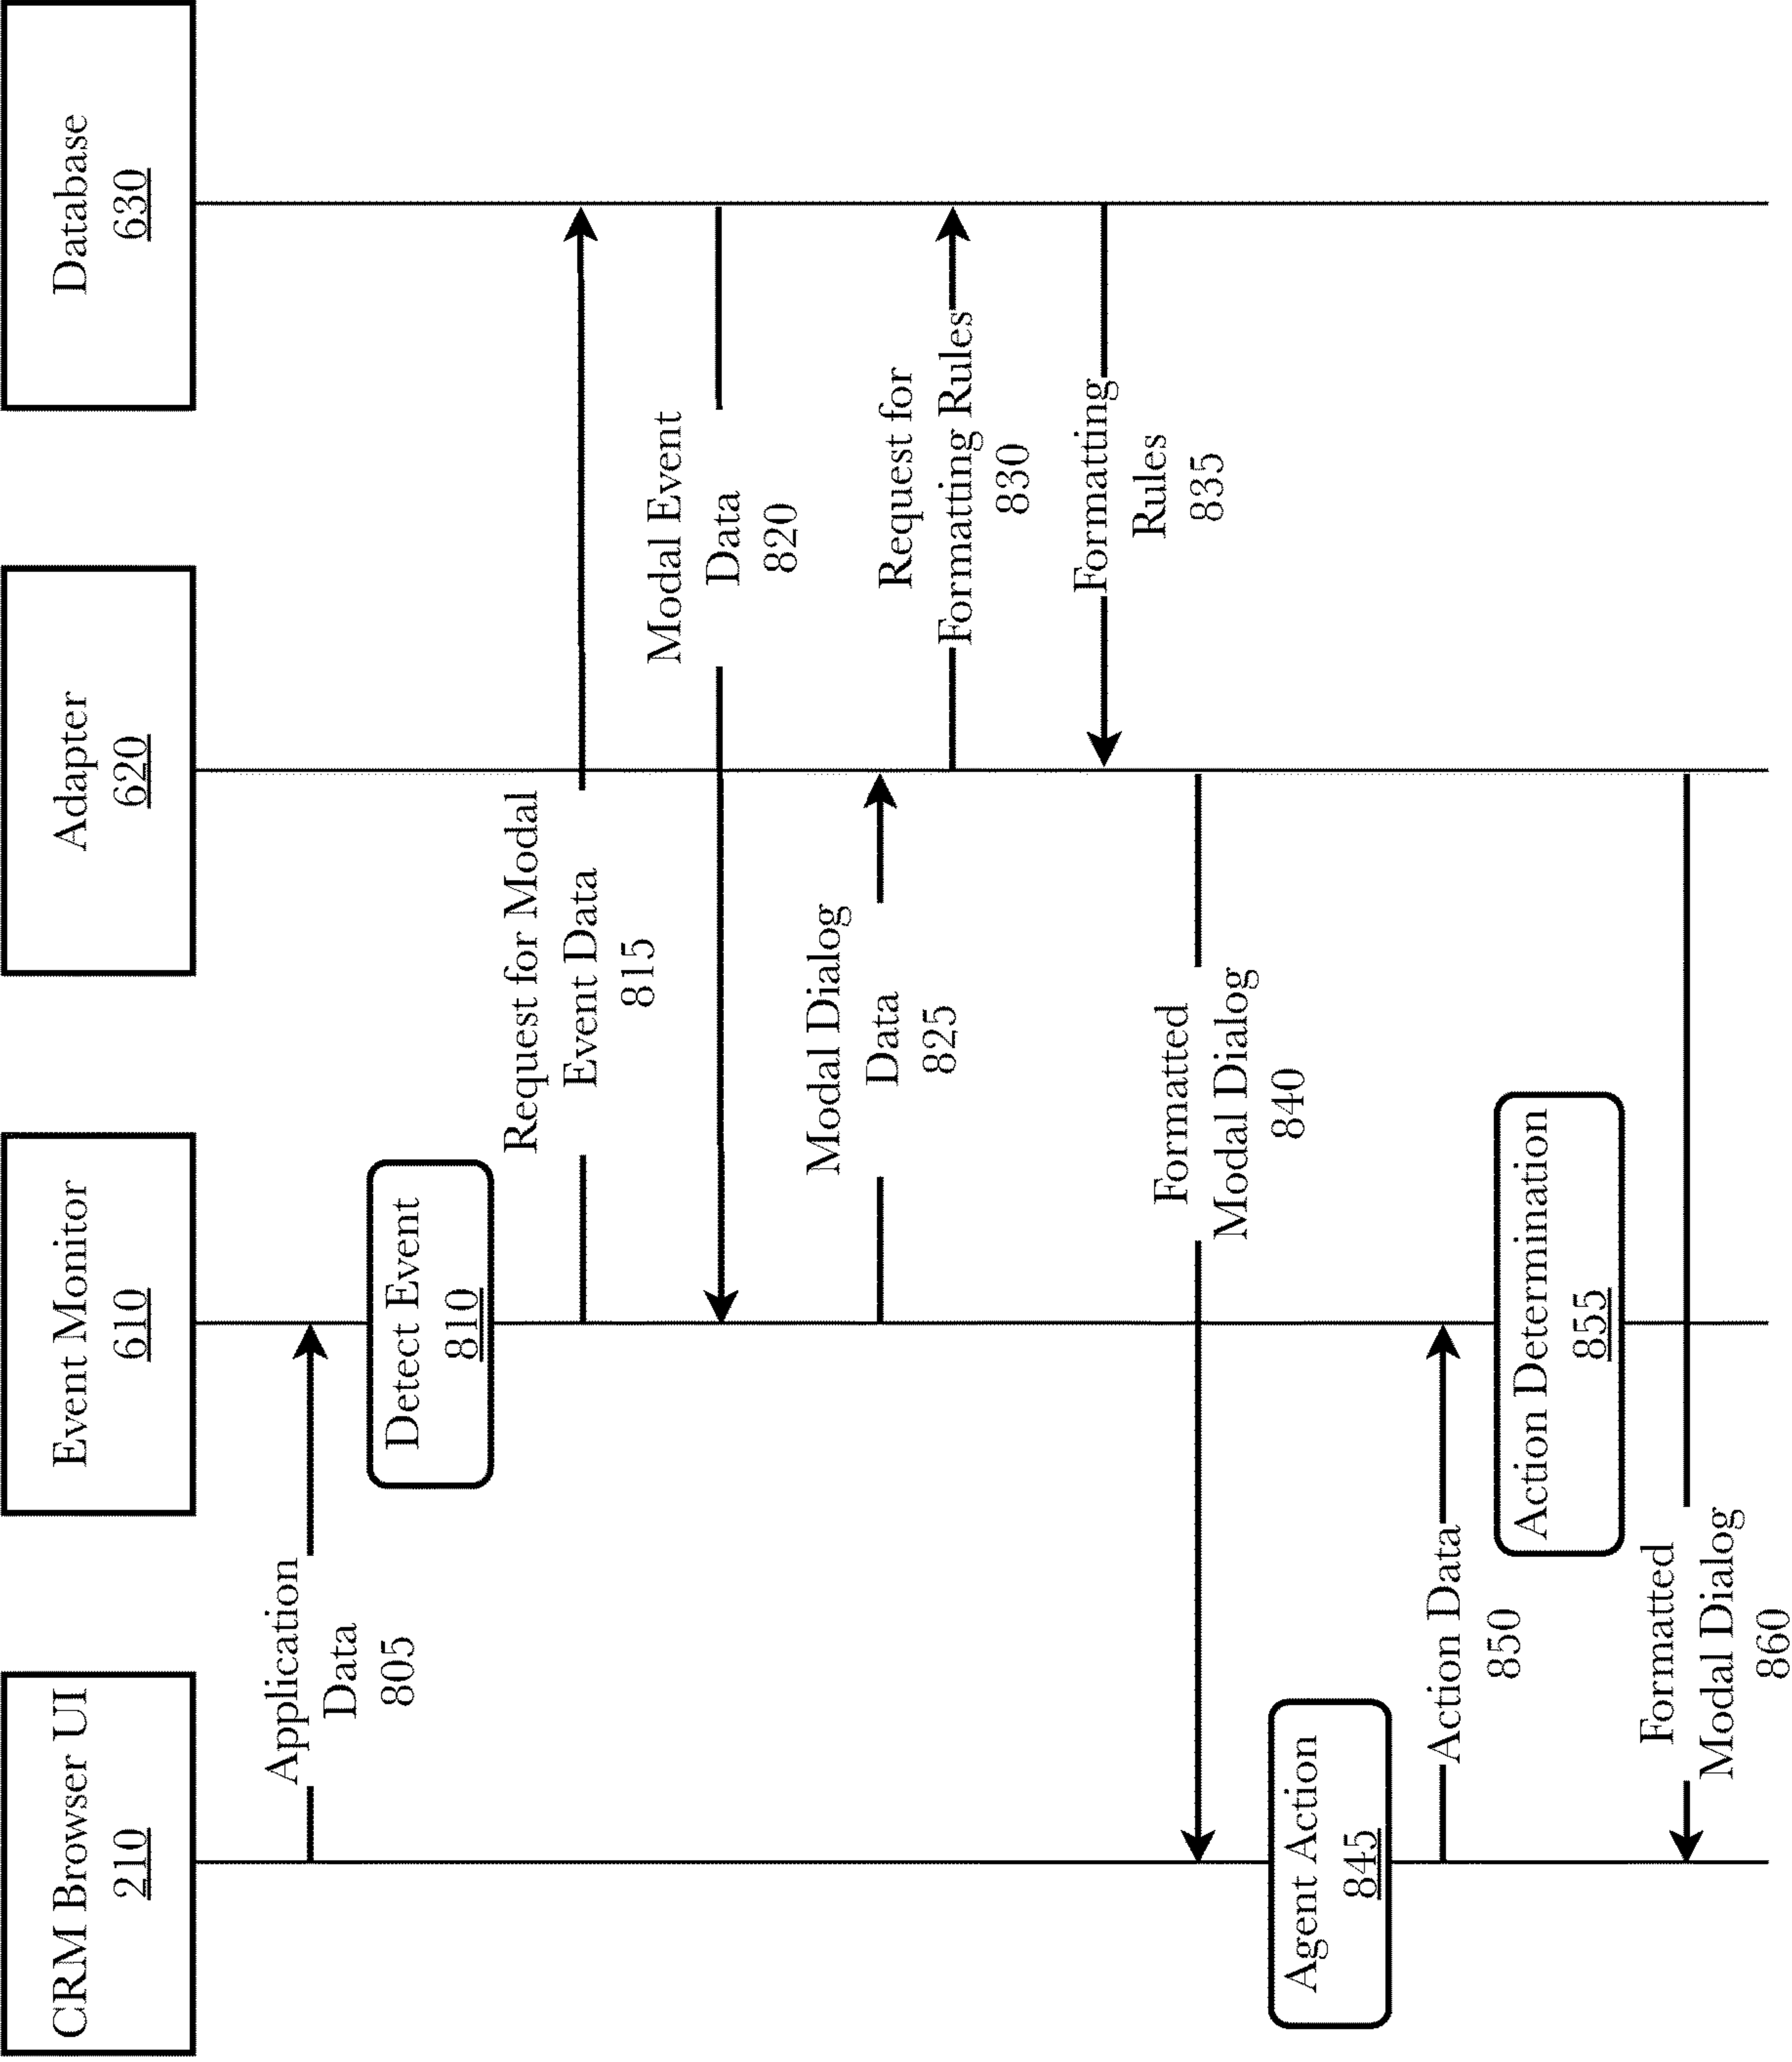 CRM Browser UI
210
Event Monitor
610
Adapter
620
Database
630
Application
Data
805
Detect Event
810
Request for Modal
Event Data
815
Modal Event
Data
820
Modal Dialog
Data
825
Request for
Formatting Rules
830
Formatting
Rules
835
Formatted
Modal Dialog
840
Agent Action
845
Action Data
850
Action Determination
855
Formatted
Modal Dialog
860